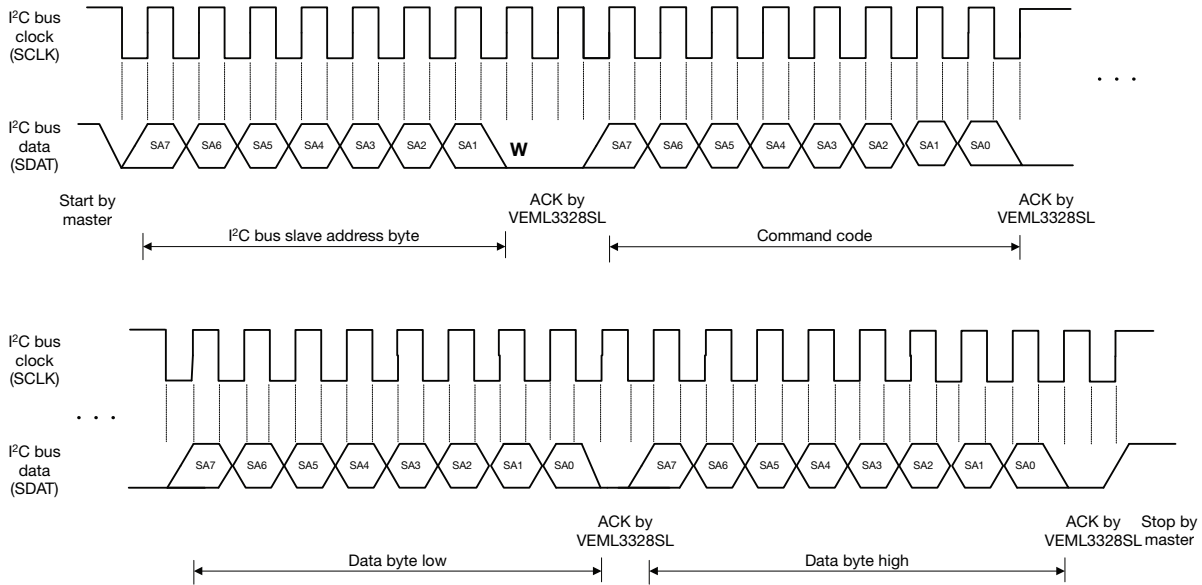 I²C bus
clock
(SCLK)
. . .
I²C bus
data
(SDAT)
SA7 SA6 SA5 SA4 SA3 SA2 SA1 W SA7 SA6 SA5 SA4 SA3 SA2 SA1 SA0
Start by
master
ACK by
VEML3328SL
ACK by
VEML3328SL
I²C bus slave address byte
Command code
I²C bus
clock
(SCLK)
. . .
I²C bus
data
(SDAT)
SA7 SA6 SA5 SA4 SA3 SA2 SA1 SA0 SA7 SA6 SA5 SA4 SA3 SA2 SA1 SA0
ACK by
VEML3328SL
ACK by
VEML3328SL
Stop by
master
Data byte low
Data byte high